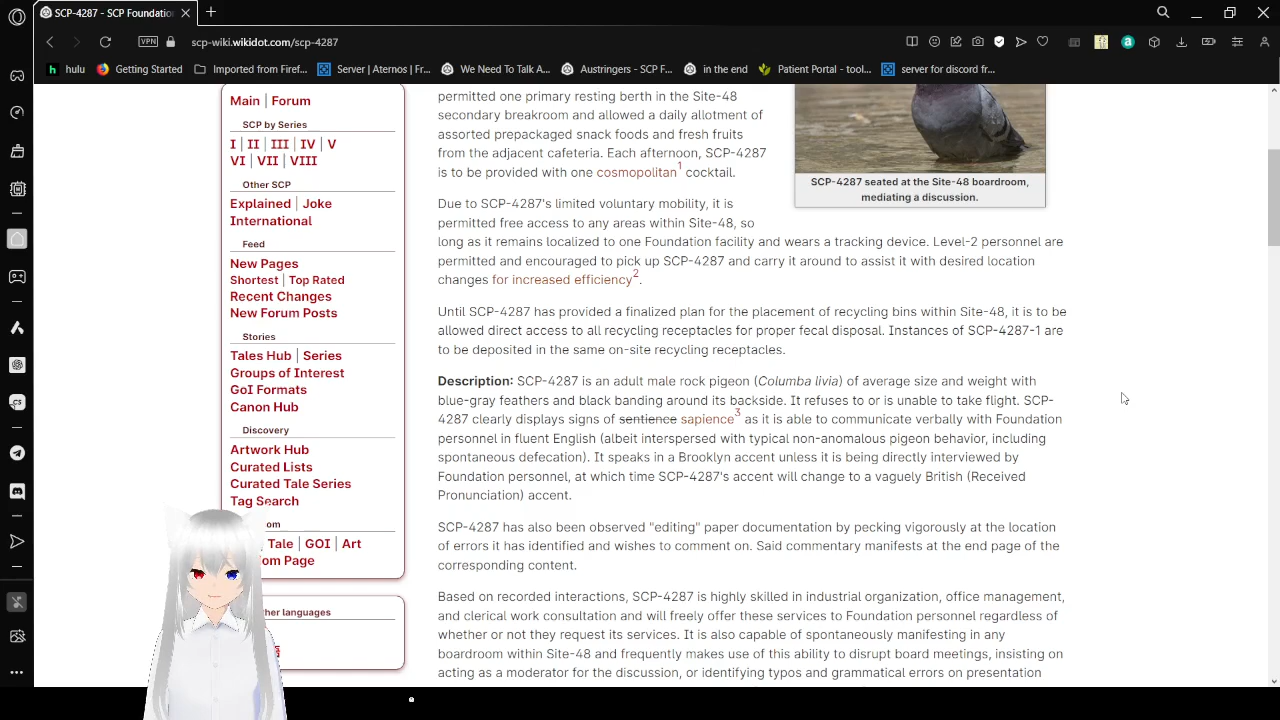 SCP-4287 - SCP Foundation
scp-wiki.wikidot.com/scp-4287
VPN
hulu
Getting Started
Imported from Firef...
Server | Aternos | Fr...
We Need To Talk A...
Austringers - SCP F...
in the end
Patient Portal - tool...
server for discord fr...
Main | Forum
SCP by Series
I | II | III | IV | V
VI | VII | VIII
Other SCP
Explained | Joke
International
Feed
New Pages
Shortest | Top Rated
Recent Changes
New Forum Posts
Stories
Tales Hub | Series
Groups of Interest
GoI Formats
Canon Hub
Discovery
Artwork Hub
Curated Lists
Curated Tale Series
Tag Search
om
Tale | GOI | Art
om Page
her languages
permitted one primary resting berth in the Site-48
secondary breakroom and allowed a daily allotment of
assorted prepackaged snack foods and fresh fruits
from the adjacent cafeteria. Each afternoon, SCP-4287
is to be provided with one cosmopolitan1 cocktail.
SCP-4287 seated at the Site-48 boardroom,
mediating a discussion.
Due to SCP-4287's limited voluntary mobility, it is
permitted free access to any areas within Site-48, so
long as it remains localized to one Foundation facility and wears a tracking device. Level-2 personnel are
permitted and encouraged to pick up SCP-4287 and carry it around to assist it with desired location
changes for increased efficiency2.
Until SCP-4287 has provided a finalized plan for the placement of recycling bins within Site-48, it is to be
allowed direct access to all recycling receptacles for proper fecal disposal. Instances of SCP-4287-1 are
to be deposited in the same on-site recycling receptacles.
Description: SCP-4287 is an adult male rock pigeon (Columba livia) of average size and weight with
blue-gray feathers and black banding around its backside. It refuses to or is unable to take flight. SCP-
4287 clearly displays signs of sentience sapience3 as it is able to communicate verbally with Foundation
personnel in fluent English (albeit interspersed with typical non-anomalous pigeon behavior, including
spontaneous defecation). It speaks in a Brooklyn accent unless it is being directly interviewed by
Foundation personnel, at which time SCP-4287's accent will change to a vaguely British (Received
Pronunciation) accent.
SCP-4287 has also been observed "editing" paper documentation by pecking vigorously at the location
of errors it has identified and wishes to comment on. Said commentary manifests at the end page of the
corresponding content.
Based on recorded interactions, SCP-4287 is highly skilled in industrial organization, office management,
and clerical work consultation and will freely offer these services to Foundation personnel regardless of
whether or not they request its services. It is also capable of spontaneously manifesting in any
boardroom within Site-48 and frequently makes use of this ability to disrupt board meetings, insisting on
acting as a moderator for the discussion, or identifying typos and grammatical errors on presentation